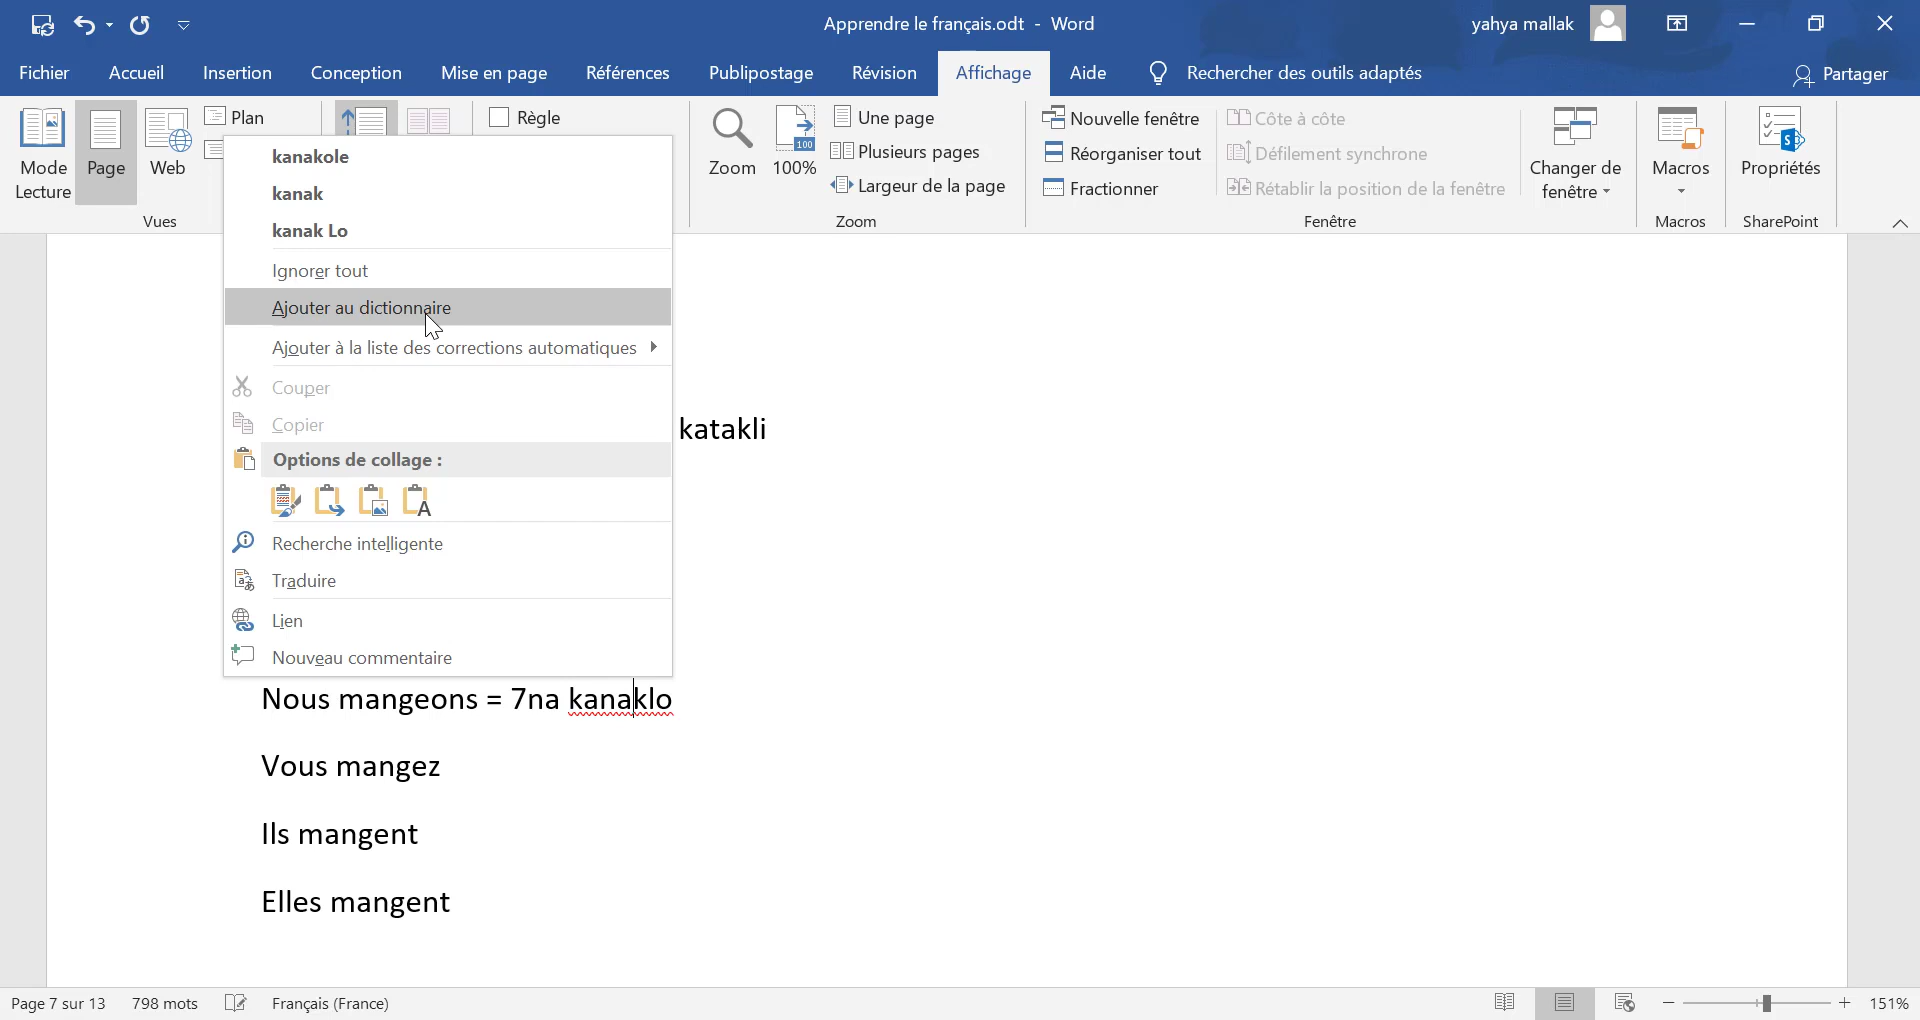 Apprendre le français.odt - Word
yahya mallak
Fichier Accueil Insertion Conception Mise en page Références Publipostage Révision Affichage Aide Rechercher des outils adaptés Partager
Mode Lecture
Page
Web
Plan
Vues
Règle
Zoom
100%
Une page
Plusieurs pages
Largeur de la page
Zoom
Nouvelle fenêtre
Réorganiser tout
Fractionner
Côte à côte
Défilement synchrone
Rétablir la position de la fenêtre
Changer de fenêtre
Fenêtre
Macros
Macros
Propriétés
SharePoint
kanakole
kanak
kanak Lo
Ignorer tout
Ajouter au dictionnaire
Ajouter à la liste des corrections automatiques
Couper
Copier
Options de collage :
Recherche intelligente
Traduire
Lien
Nouveau commentaire
katakli
Nous mangeons = 7na kanaklo
Vous mangez
Ils mangent
Elles mangent
Page 7 sur 13 798 mots Français (France) 151%